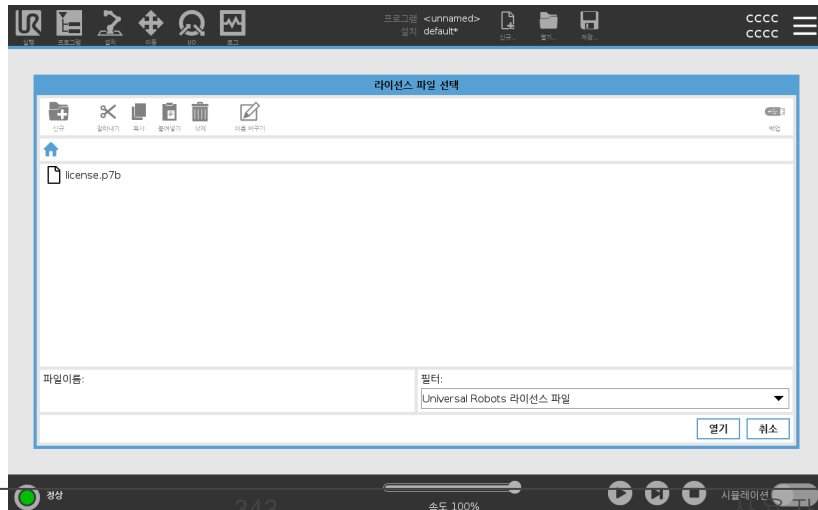 UR
프로그램 <unnamed>
설치 default*
cccc
cccc
실행 프로그램 설치 이동 I/O 로그
신규... 열기... 저장...
라이선스 파일 선택
신규 잘라내기 복사 붙여넣기 삭제 이름 바꾸기 백업
license.p7b
파일이름:
필터:
Universal Robots 라이선스 파일
열기 취소
정상
속도 100%
시뮬레이션
343